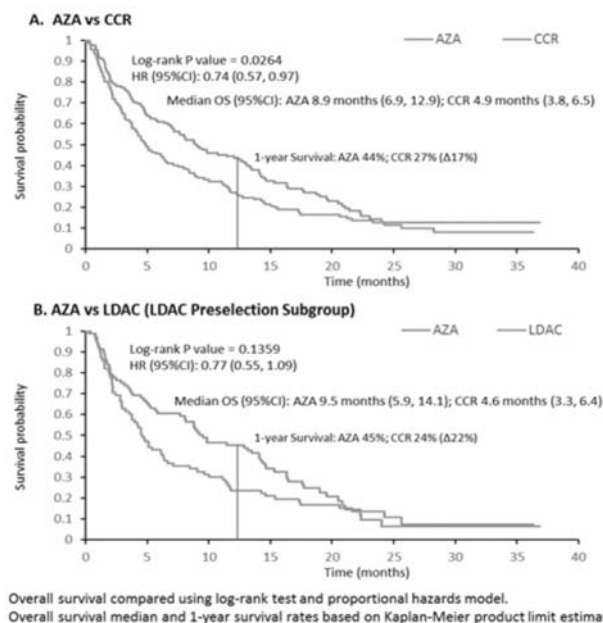 A. AZA vs CCR
AZA CCR
Log-rank P value = 0.0264
HR (95%CI): 0.74 (0.57, 0.97)
Median OS (95%CI): AZA 8.9 months (6.9, 12.9); CCR 4.9 months (3.8, 6.5)
1-year Survival: AZA 44%; CCR 27% (Δ17%)
Survival probability
1
0.9
0.8
0.7
0.6
0.5
0.4
0.3
0.2
0.1
0
0 5 10 15 20 25 30 35 40
Time (months)
B. AZA vs LDAC (LDAC Preselection Subgroup)
AZA LDAC
Log-rank P value = 0.1359
HR (95%CI): 0.77 (0.55, 1.09)
Median OS (95%CI): AZA 9.5 months (5.9, 14.1); CCR 4.6 months (3.3, 6.4)
1-year Survival: AZA 45%; CCR 24% (Δ22%)
Survival probability
1
0.9
0.8
0.7
0.6
0.5
0.4
0.3
0.2
0.1
0
0 5 10 15 20 25 30 35 40
Time (months)
Overall survival compared using log-rank test and proportional hazards model.
Overall survival median and 1-year survival rates based on Kaplan-Meier product limit estima